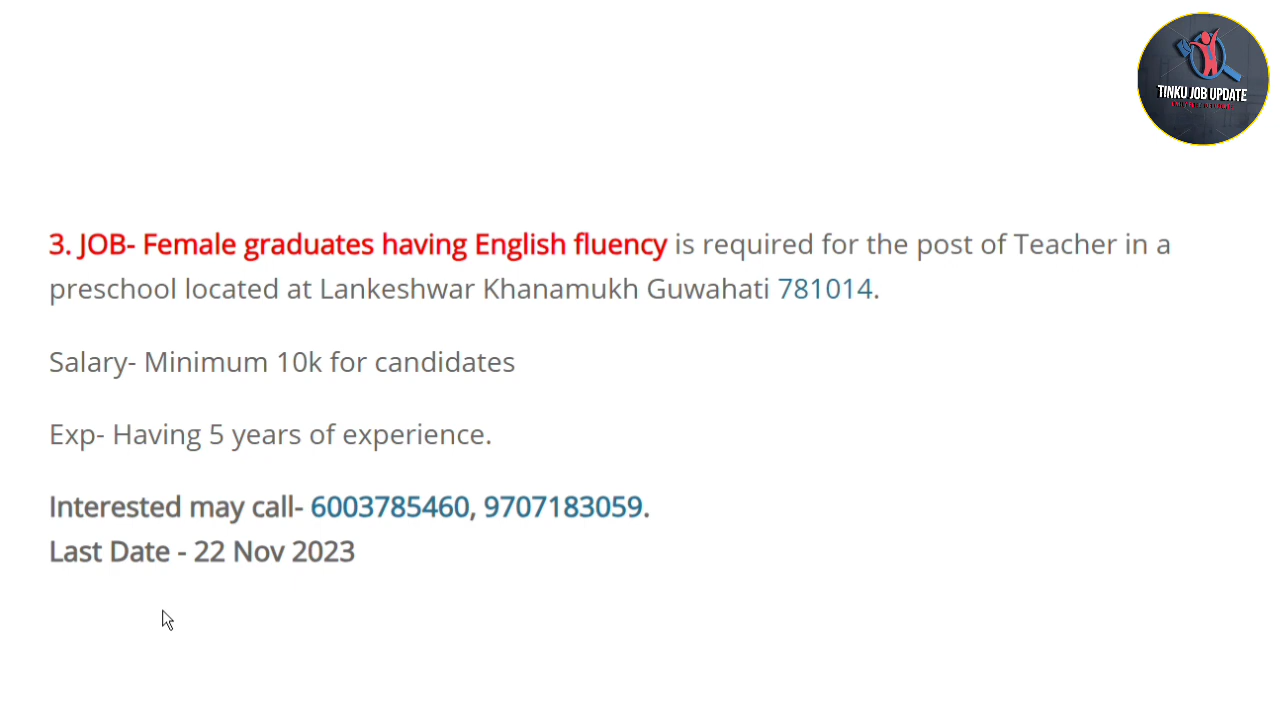 TINKU JOB UPDATE
3. JOB- Female graduates having English fluency is required for the post of Teacher in a
preschool located at Lankeshwar Khanamukh Guwahati 781014.
Salary- Minimum 10k for candidates
Exp- Having 5 years of experience.
Interested may call- 6003785460, 9707183059.
Last Date - 22 Nov 2023